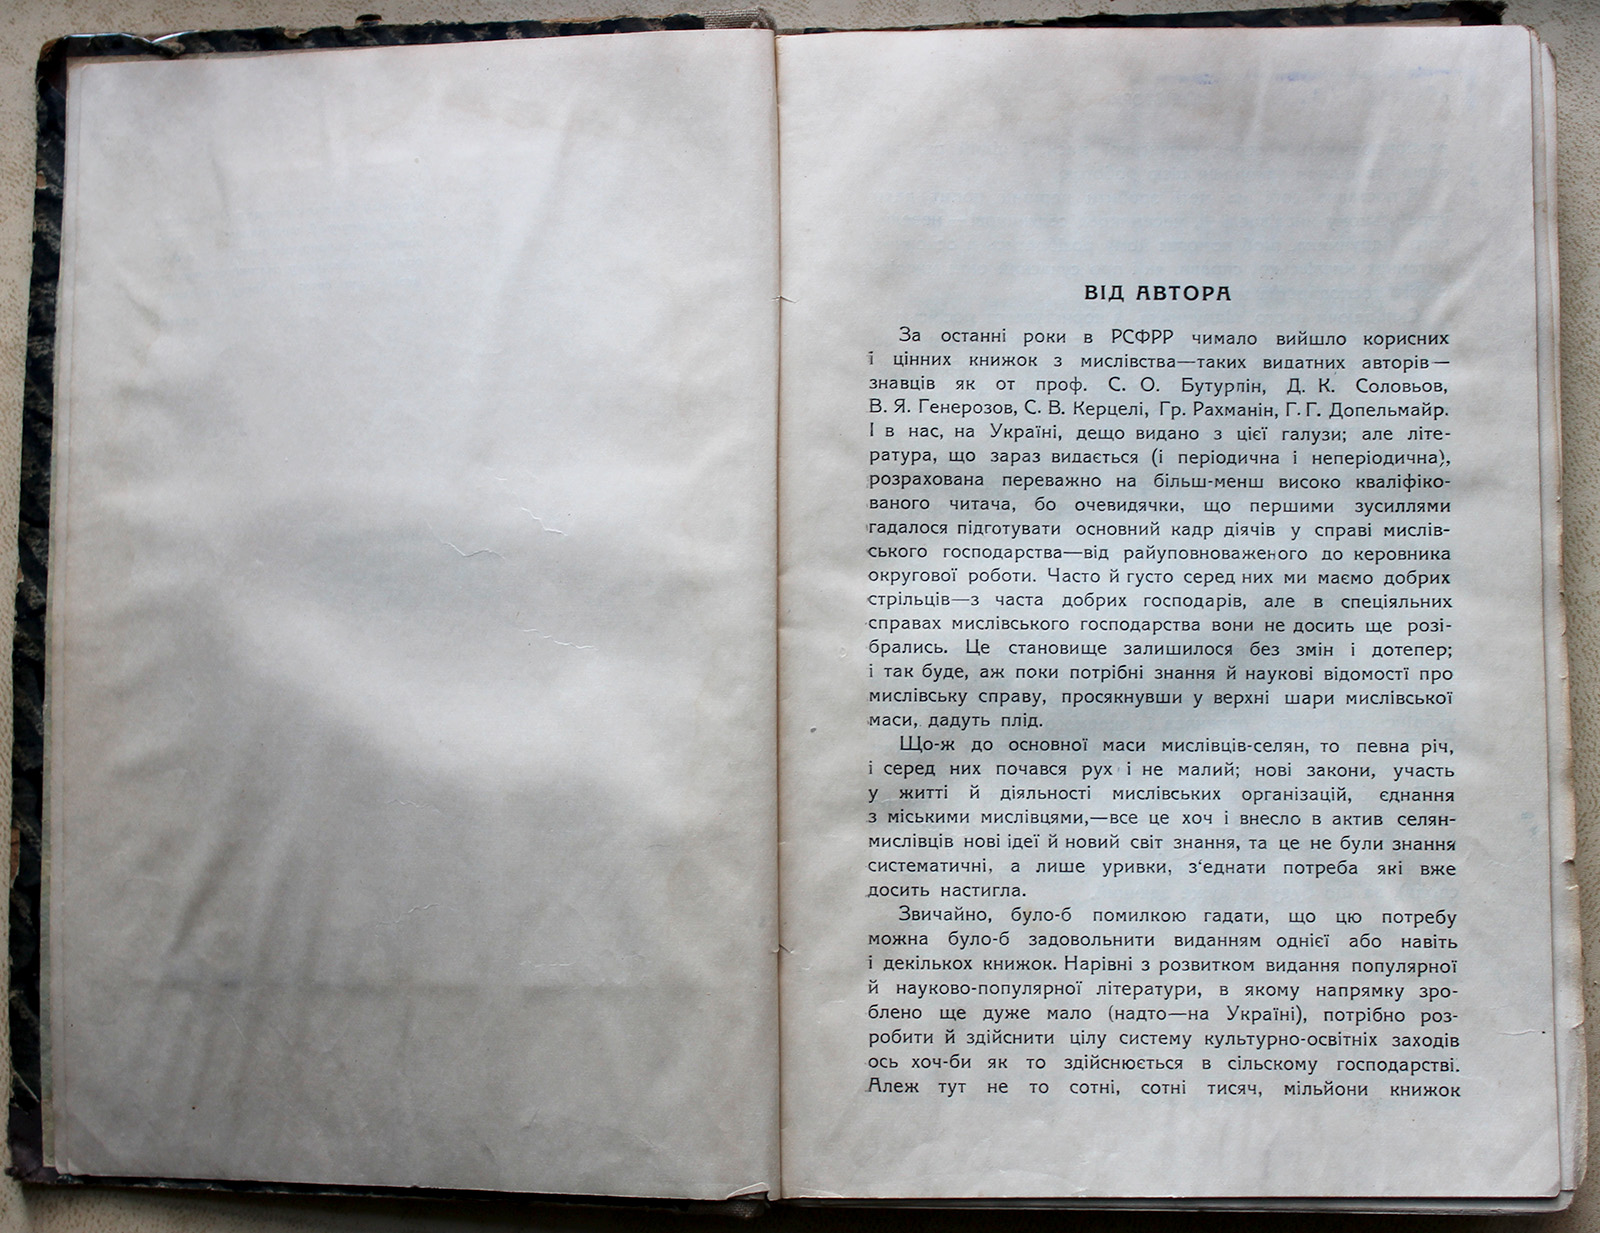 ВІД АВТОРА
За останні роки в РСФРР чимало вийшло корисних
і цінних книжок з мислівства—таких видатних авторів—
знавців як от проф. С. О. Бутурлін, Д. К. Соловьов,
В. Я. Генерозов, С. В. Керцелі, Гр. Рахманін, Г. Г. Допельмайр.
І в нас, на Україні, дещо видано з цієї галузи; але літе-
ратура, що зараз видається (і періодична і неперіодична),
розрахована переважно на більш-менш високо кваліфіко-
ваного читача, бо очевидячки, що першими зусиллями
гадалося підготувати основний кадр діячів у справі мислів-
ського господарства—від райуповноваженого до керовника
округової роботи. Часто й густо серед них ми маємо добрих
стрільців—з часта добрих господарів, але в спеціяльних
справах мислівського господарства вони не досить ще розі-
брались. Це становище залишилося без змін і дотепер;
і так буде, аж поки потрібні знання й наукові відомості про
мислівську справу, просякнувши у верхні шари мислівської
маси, дадуть плід.
Що-ж до основної маси мислівців-селян, то певна річ,
і серед них почався рух і не малий; нові закони, участь
у житті й діяльності мислівських організацій, єднання
з міськими мислівцями,—все це хоч і внесло в актив селян-
мислівців нові ідеї й новий світ знання, та це не були знання
систематичні, а лише уривки, з‘єднати потреба які вже
досить настигла.
Звичайно, було-б помилкою гадати, що цю потребу
можна було-б задовольнити виданням однієї або навіть
і декількох книжок. Нарівні з розвитком видання популярної
й науково-популярної літератури, в якому напрямку зро-
блено ще дуже мало (надто—на Україні), потрібно роз-
робити й здійснити цілу систему культурно-освітніх заходів
ось хоч-би як то здійснюється в сільскому господарстві.
Алеж тут не то сотні, сотні тисяч, мільйони книжок